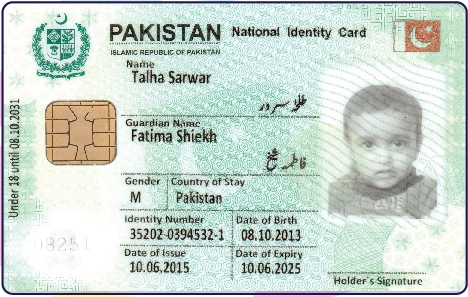 PAKISTAN National Identity Card
ISLAMIC REPUBLIC OF PAKISTAN
Name
Talha Sarwar
طلحہ سرور
Guardian Name
Fatima Shiekh
فاطمہ شیخ
Gender Country of Stay
M Pakistan
Identity Number Date of Birth
35202 0394532-1 08.10.2013
Date of Issue Date of Expiry
10.06.2015 10.06.2025
Holder's Signature
Under 18 until 08.10.2031
08251